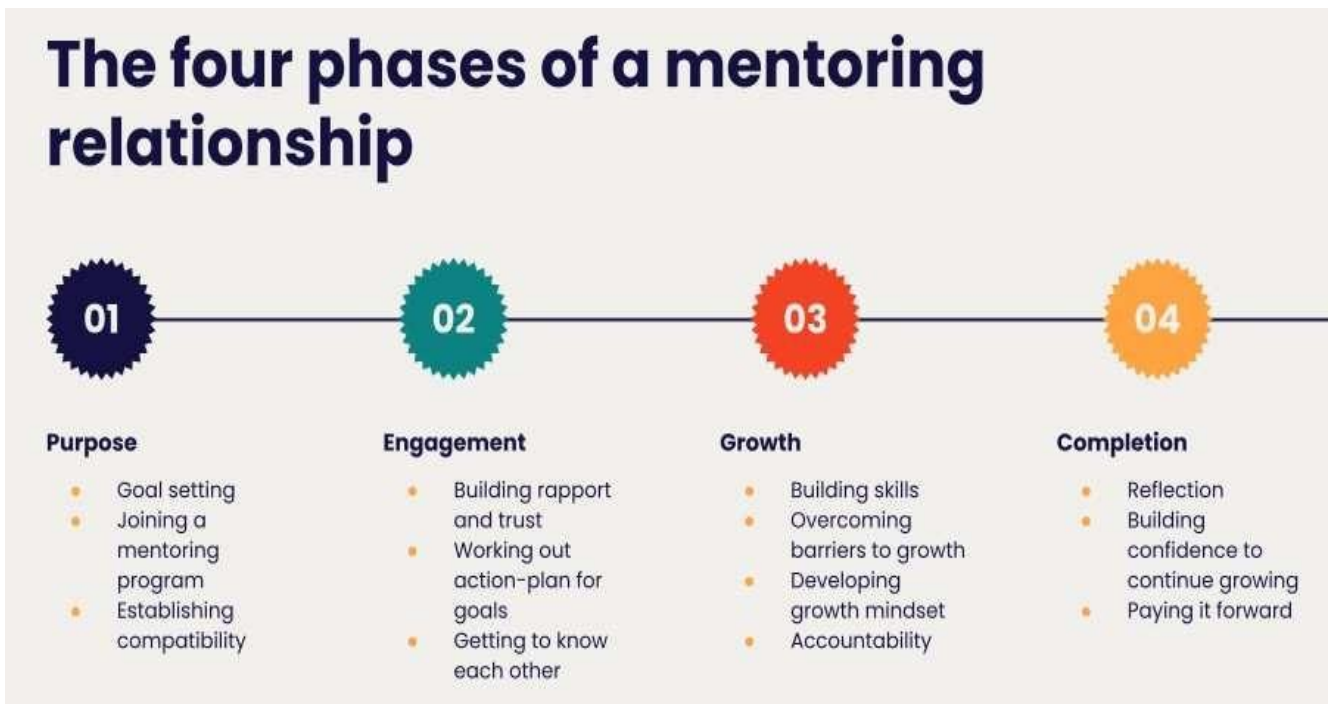 The four phases of a mentoring
relationship
01
02
03
04
Purpose
Goal setting
Joining a
mentoring
program
Establishing
compatibility
Engagement
Building rapport
and trust
Working out
action-plan for
goals
Getting to know
each other
Growth
Building skills
Overcoming
barriers to growth
Developing
growth mindset
Accountability
Completion
Reflection
Building
confidence to
continue growing
Paying it forward